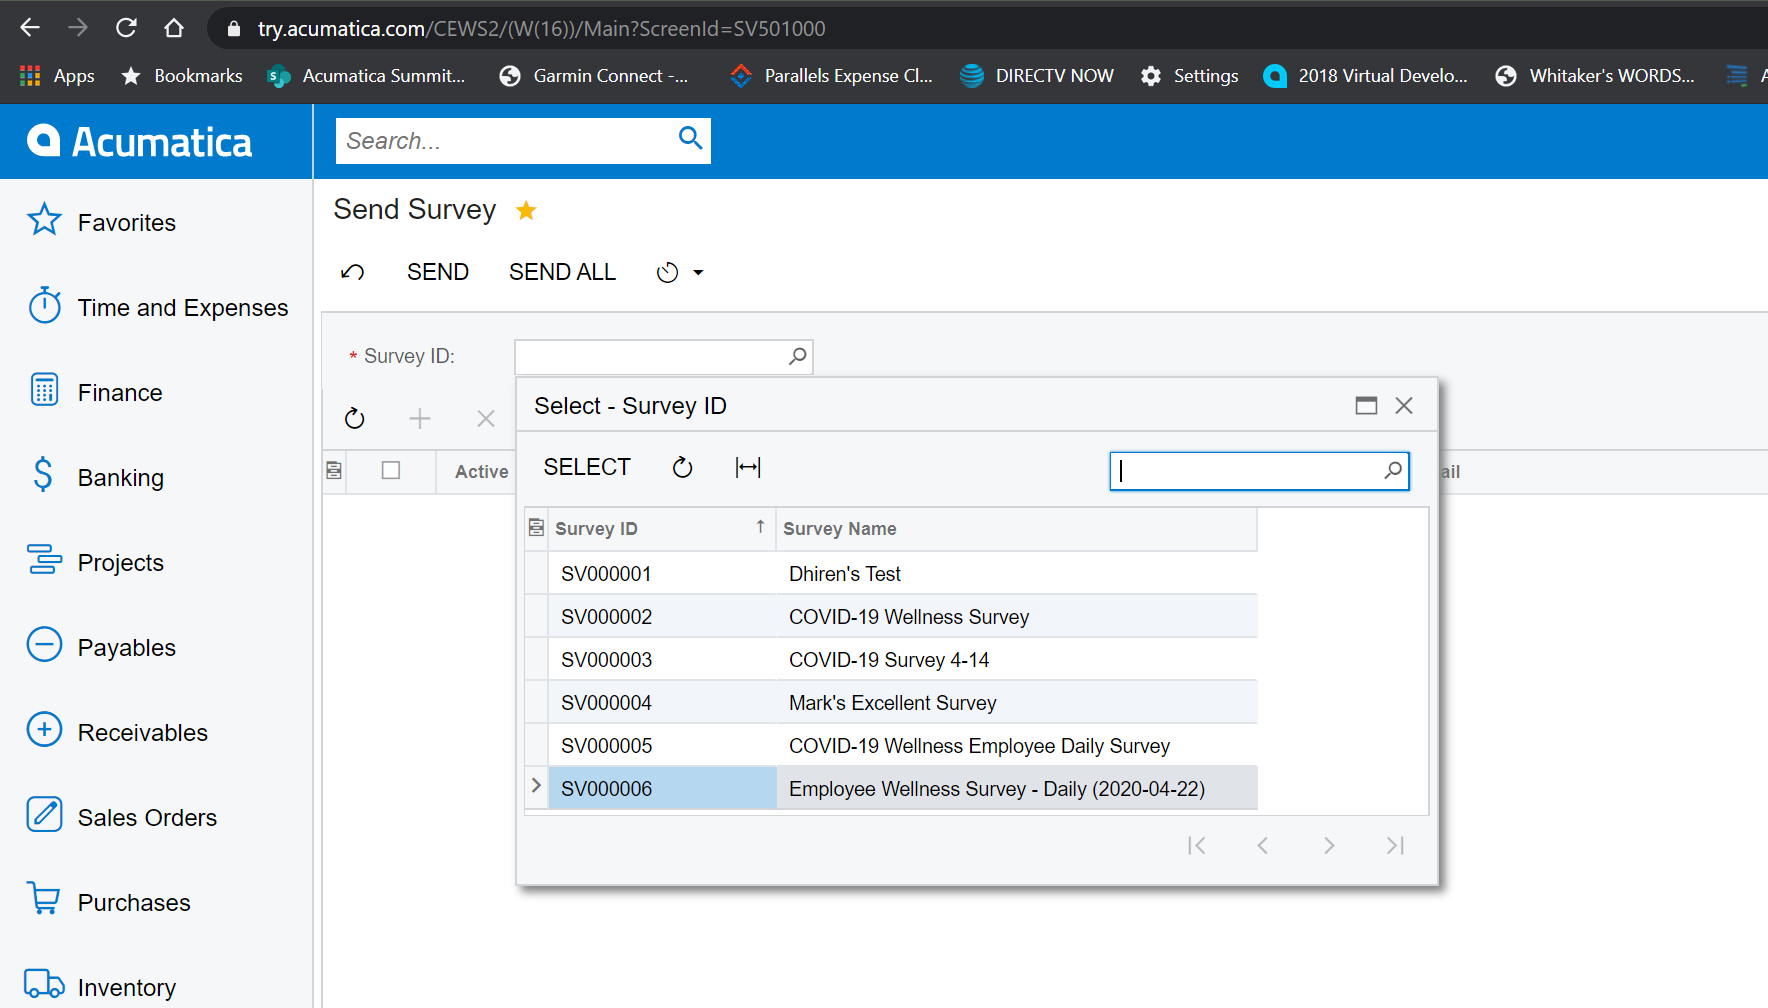 try.acumatica.com/CEWS2/(W(16))/Main?ScreenId=SV501000
Apps Bookmarks Acumatica Summit... Garmin Connect -... Parallels Expense Cl... DIRECTV NOW Settings 2018 Virtual Develo... Whitaker's WORDS... A
Acumatica
Search...
Favorites
Time and Expenses
Finance
Banking
Projects
Payables
Receivables
Sales Orders
Purchases
Inventory
Send Survey
SEND SEND ALL
* Survey ID:
Active ail
Select - Survey ID
SELECT
Survey ID Survey Name
SV000001 Dhiren's Test
SV000002 COVID-19 Wellness Survey
SV000003 COVID-19 Survey 4-14
SV000004 Mark's Excellent Survey
SV000005 COVID-19 Wellness Employee Daily Survey
SV000006 Employee Wellness Survey - Daily (2020-04-22)